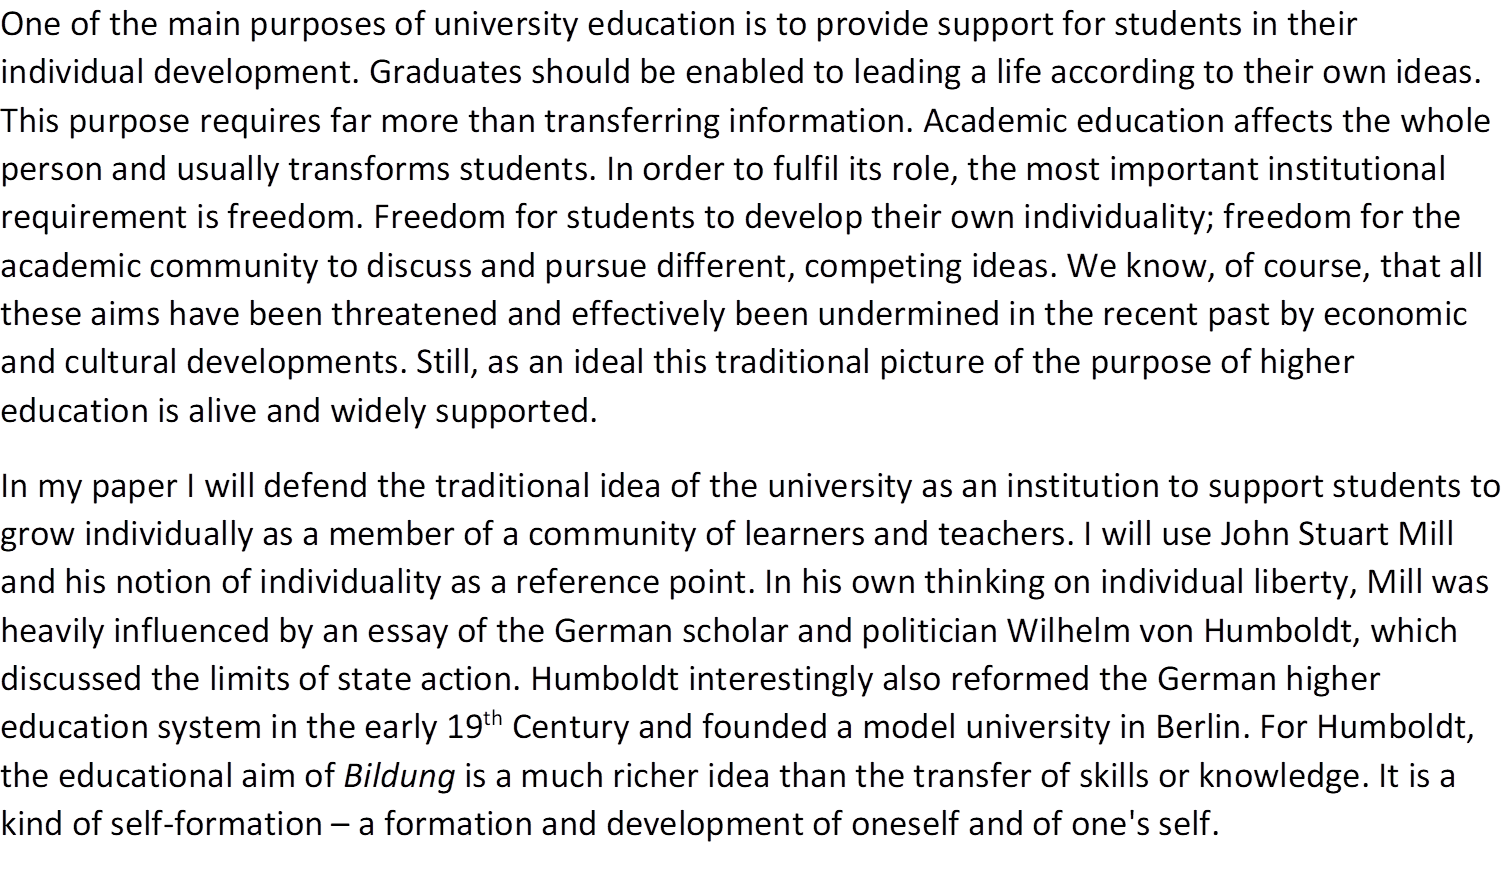 One of the main purposes of university education is to provide support for students in their
individual development. Graduates should be enabled to leading a life according to their own ideas.
This purpose requires far more than transferring information. Academic education affects the whole
person and usually transforms students. In order to fulfil its role, the most important institutional
requirement is freedom. Freedom for students to develop their own individuality; freedom for the
academic community to discuss and pursue different, competing ideas. We know, of course, that all
these aims have been threatened and effectively been undermined in the recent past by economic
and cultural developments. Still, as an ideal this traditional picture of the purpose of higher
education is alive and widely supported.
In my paper I will defend the traditional idea of the university as an institution to support students to
grow individually as a member of a community of learners and teachers. I will use John Stuart Mill
and his notion of individuality as a reference point. In his own thinking on individual liberty, Mill was
heavily influenced by an essay of the German scholar and politician Wilhelm von Humboldt, which
discussed the limits of state action. Humboldt interestingly also reformed the German higher
education system in the early 19th Century and founded a model university in Berlin. For Humboldt,
the educational aim of Bildung is a much richer idea than the transfer of skills or knowledge. It is a
kind of self-formation – a formation and development of oneself and of one's self.